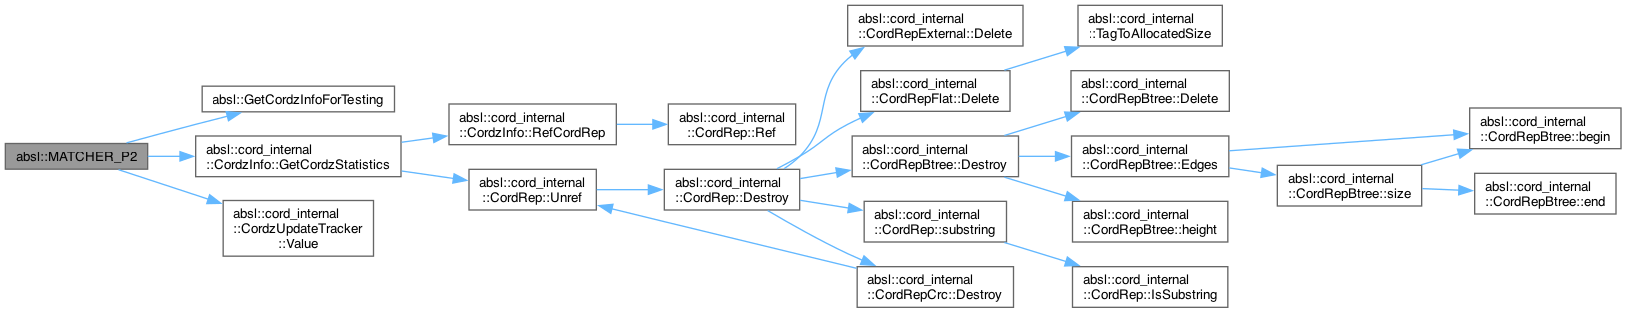 absl::MATCHER_P2
absl::GetCordzInfoForTesting
absl::cord_internal
::CordzInfo::GetCordzStatistics
absl::cord_internal
::CordzUpdateTracker
::Value
absl::cord_internal
::CordzInfo::RefCordRep
absl::cord_internal
::CordRep::Unref
absl::cord_internal
::CordRep::Ref
absl::cord_internal
::CordRep::Destroy
absl::cord_internal
::CordRepExternal::Delete
absl::cord_internal
::CordRepFlat::Delete
absl::cord_internal
::CordRepBtree::Destroy
absl::cord_internal
::CordRep::substring
absl::cord_internal
::CordRepCrc::Destroy
absl::cord_internal
::TagToAllocatedSize
absl::cord_internal
::CordRepBtree::Delete
absl::cord_internal
::CordRepBtree::Edges
absl::cord_internal
::CordRepBtree::height
absl::cord_internal
::CordRep::IsSubstring
absl::cord_internal
::CordRepBtree::size
absl::cord_internal
::CordRepBtree::begin
absl::cord_internal
::CordRepBtree::end